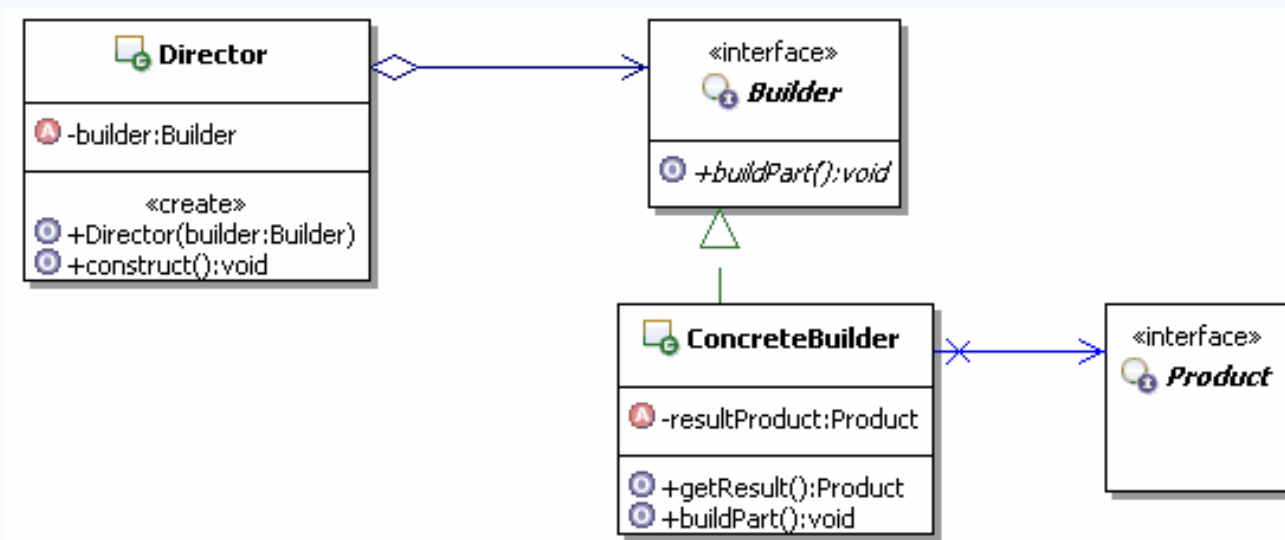 Director
-builder:Builder
«create»
+Director(builder:Builder)
+construct():void
«interface»
Builder
+buildPart():void
ConcreteBuilder
-resultProduct:Product
+getResult():Product
+buildPart():void
«interface»
Product